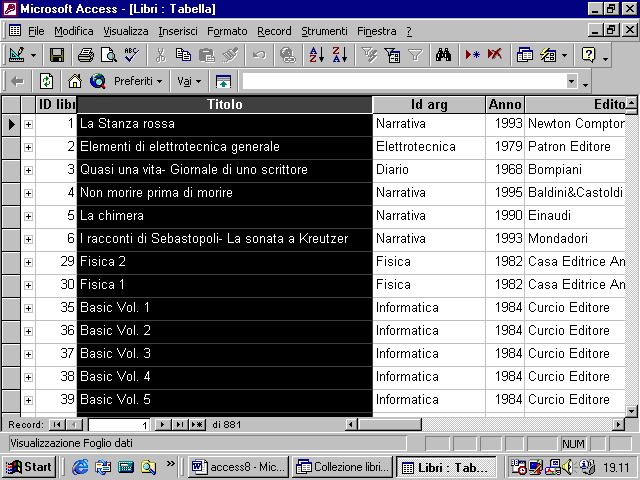 Microsoft Access - [Libri : Tabella]
File Modifica Visualizza Inserisci Formato Record Strumenti Finestra ?
Preferiti Vai
ID libr Titolo Id arg Anno Edito
1 La Stanza rossa Narrativa 1993 Newton Compton
2 Elementi di elettrotecnica generale Elettrotecnica 1979 Patron Editore
3 Quasi una vita- Giornale di uno scrittore Diario 1968 Bompiani
4 Non morire prima di morire Narrativa 1995 Baldini&Castoldi
5 La chimera Narrativa 1990 Einaudi
6 I racconti di Sebastopoli- La sonata a Kreutzer Narrativa 1993 Mondadori
29 Fisica 2 Fisica 1982 Casa Editrice Am
30 Fisica 1 Fisica 1982 Casa Editrice Am
35 Basic Vol. 1 Informatica 1984 Curcio Editore
36 Basic Vol. 2 Informatica 1984 Curcio Editore
37 Basic Vol. 3 Informatica 1984 Curcio Editore
38 Basic Vol. 4 Informatica 1984 Curcio Editore
39 Basic Vol. 5 Informatica 1984 Curcio Editore
Record: 1 di 881
Visualizzazione Foglio dati NUM
Start access8 - Mic... Collezione libri... Libri : Tab... 19.11